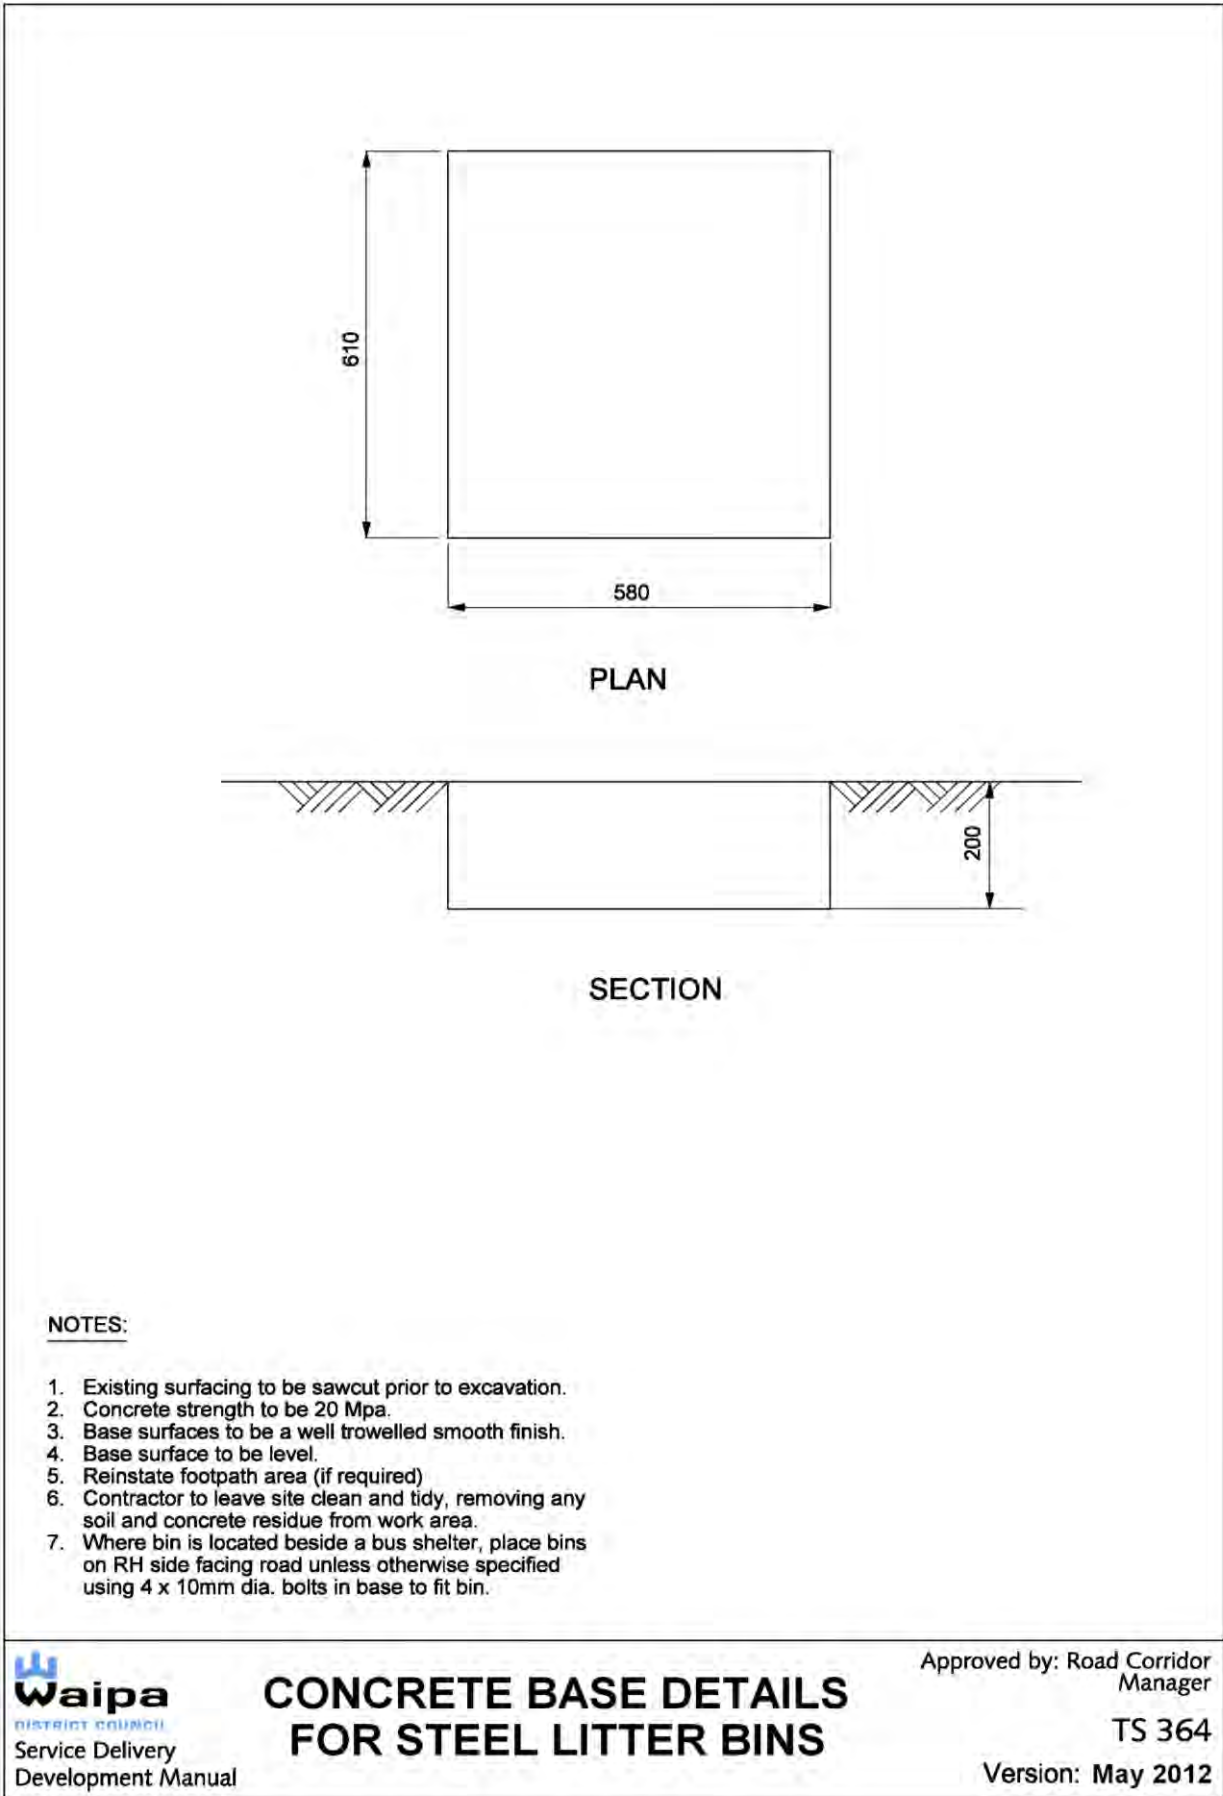 610
580
PLAN
200
SECTION
NOTES:
1. Existing surfacing to be sawcut prior to excavation.
2. Concrete strength to be 20 Mpa.
3. Base surfaces to be a well trowelled smooth finish.
4. Base surface to be level.
5. Reinstate footpath area (if required)
6. Contractor to leave site clean and tidy, removing any
soil and concrete residue from work area.
7. Where bin is located beside a bus shelter, place bins
on RH side facing road unless otherwise specified
using 4 x 10mm dia. bolts in base to fit bin.
Waipa
DISTRICT COUNCIL
Service Delivery
Development Manual
CONCRETE BASE DETAILS
FOR STEEL LITTER BINS
Approved by: Road Corridor
Manager
TS 364
Version: May 2012